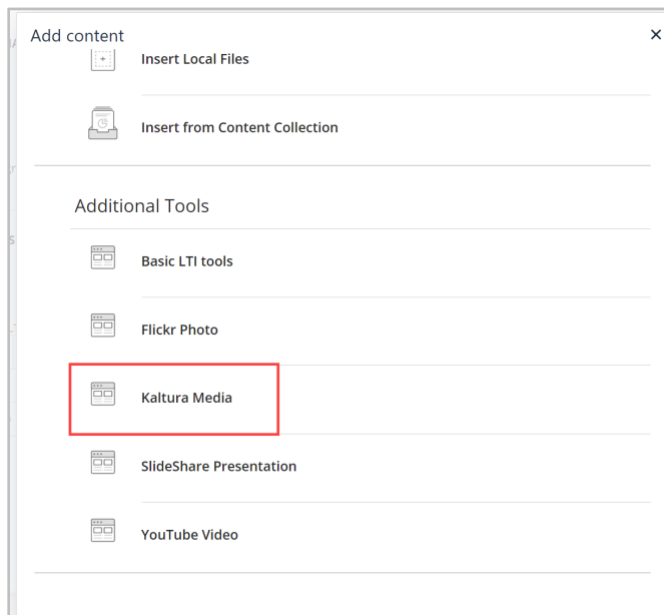 Add content
Insert Local Files
Insert from Content Collection
Additional Tools
Basic LTI tools
Flickr Photo
Kaltura Media
SlideShare Presentation
YouTube Video